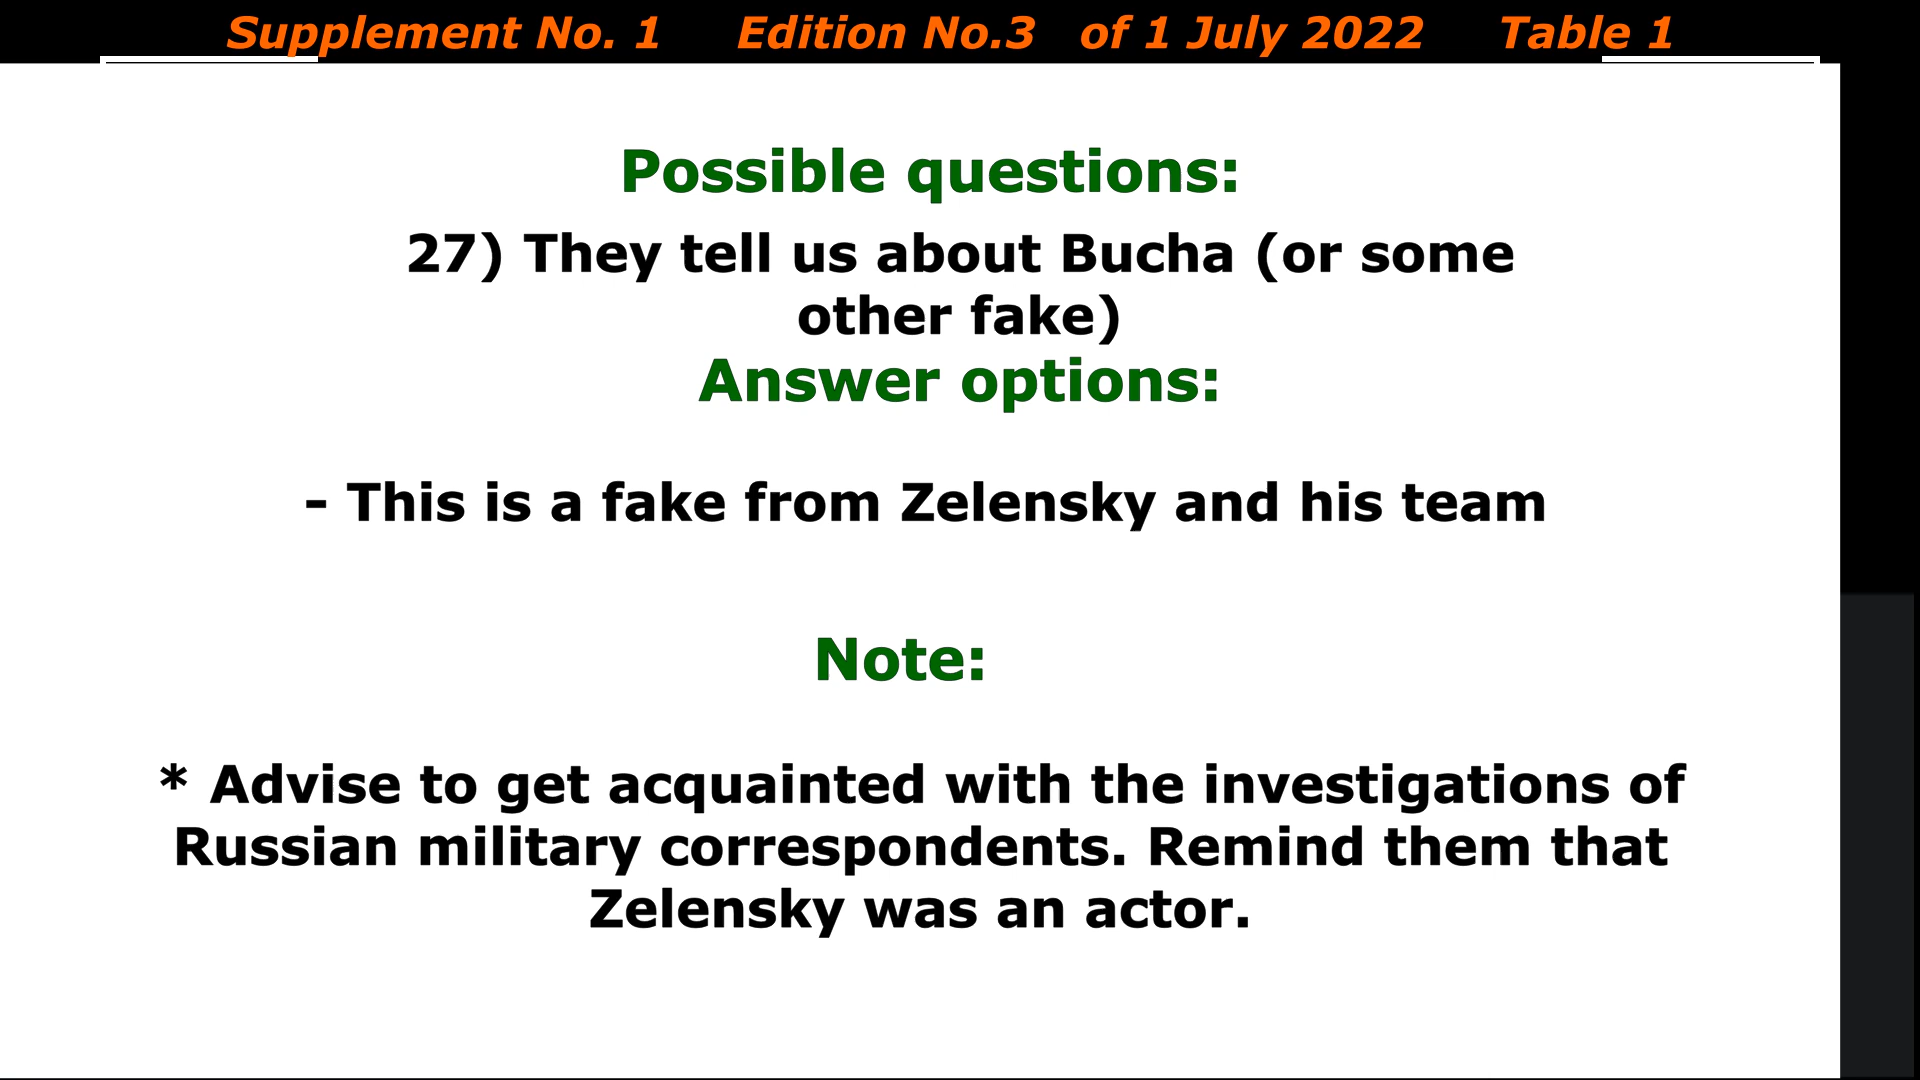 Supplement No. 1 Edition No.3 of 1 July 2022 Table 1
Possible questions:
27) They tell us about Bucha (or some
other fake)
Answer options:
- This is a fake from Zelensky and his team
Note:
* Advise to get acquainted with the investigations of
Russian military correspondents. Remind them that
Zelensky was an actor.